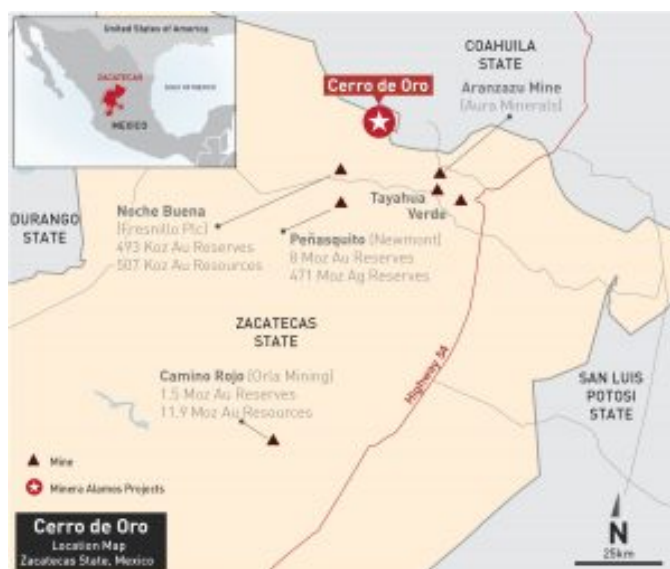 United States of America
ZACATECAS
GULF OF MEXICO
MEXICO
COAHUILA
STATE
Cerro de Oro
Aranzazu Mine
(Aura Minerals)
DURANGO
STATE
Noche Buena
(Fresnillo Plc)
493 Koz Au Reserves
507 Koz Au Resources
Tayahua
Verde
Peñasquito (Newmont)
8 Moz Au Reserves
471 Moz Ag Reserves
ZACATECAS
STATE
Camino Rojo (Orla Mining)
1.5 Moz Au Reserves
11.9 Moz Au Resources
Highway 54
SAN LUIS
POTOSI
STATE
Mine
Minera Alamos Projects
Cerro de Oro
Location Map
Zacatecas State, Mexico
N
25km